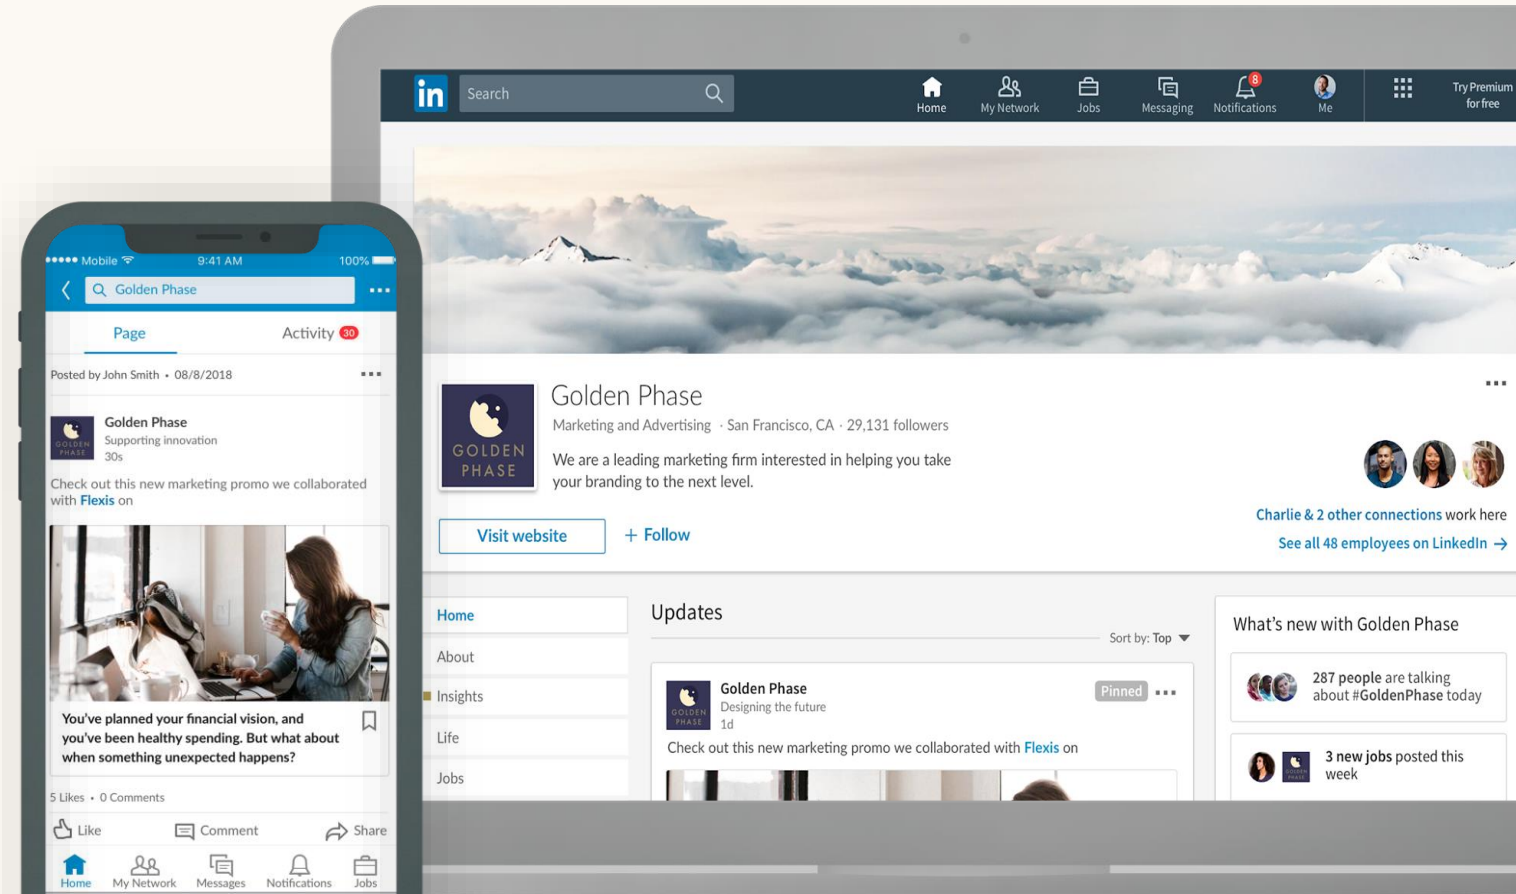 in
Search
Home
My Network
Jobs
Messaging
8
Notifications
Me
Try Premium
for free
Golden Phase
Marketing and Advertising · San Francisco, CA · 29,131 followers
We are a leading marketing firm interested in helping you take
your branding to the next level.
Visit website
+ Follow
GOLDEN
PHASE
Charlie & 2 other connections work here
See all 48 employees on LinkedIn →
Home
About
Insights
Life
Jobs
Updates
Sort by: Top
GOLDEN
PHASE
Golden Phase
Designing the future
1d
Pinned
Check out this new marketing promo we collaborated with Flexis on
What's new with Golden Phase
287 people are talking
about #GoldenPhase today
3 new jobs posted this
week
Mobile
9:41 AM
100%
Golden Phase
Page
Activity 30
Posted by John Smith • 08/8/2018
GOLDEN
PHASE
Golden Phase
Supporting innovation
30s
Check out this new marketing promo we collaborated
with Flexis on
You've planned your financial vision, and
you've been healthy spending. But what about
when something unexpected happens?
5 Likes • 0 Comments
Like
Comment
Share
Home
My Network
Messages
Notifications
Jobs